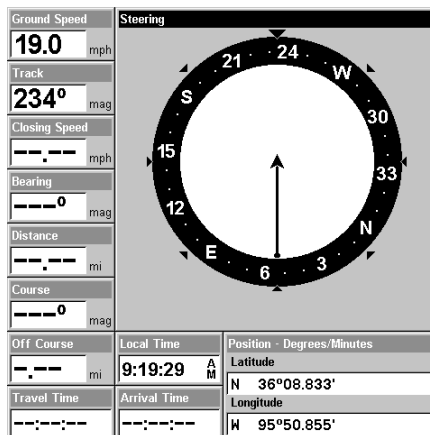 Ground Speed
19.0 mph
Track
234º mag
Closing Speed
--.-- mph
Bearing
---º mag
Distance
--.-- mi
Course
---º mag
Off Course
-.-- mi
Travel Time
--:--:--
Steering
21 24 W
S 30
15 33
12 N
E 6 3
Local Time
9:19:29 AM
Arrival Time
--:--:--
Position - Degrees/Minutes
Latitude
N 36º08.833'
Longitude
W 95º50.855'